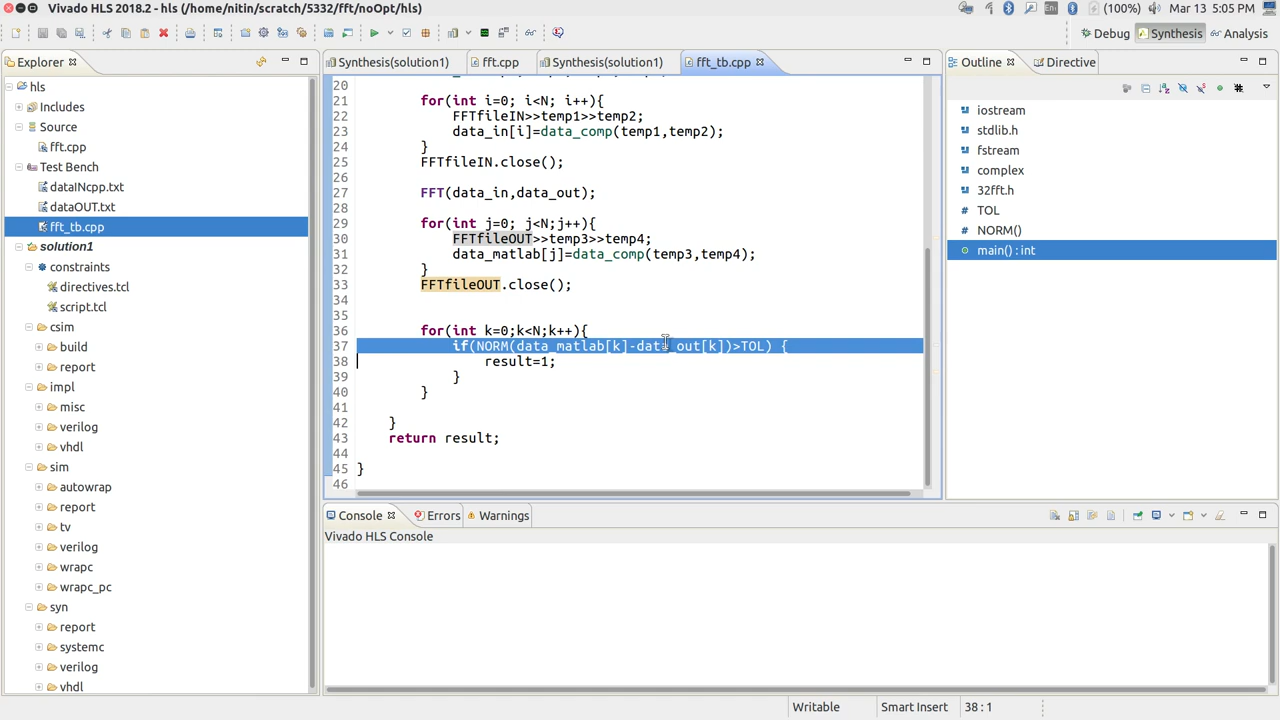 Vivado HLS 2018.2 - hls (/home/nitin/scratch/5332/fft/noOpt/hls)
En
(100%)
Mar 13 5:05 PM
Debug
Synthesis
Analysis
Explorer
hls
Includes
Source
fft.cpp
Test Bench
dataINcpp.txt
dataOUT.txt
fft_tb.cpp
solution1
constraints
directives.tcl
script.tcl
csim
build
report
impl
misc
verilog
vhdl
sim
autowrap
report
tv
verilog
wrapc
wrapc_pc
syn
report
systemc
verilog
vhdl
Synthesis(solution1)
fft.cpp
Synthesis(solution1)
fft_tb.cpp
20
21 for(int i=0; i<N; i++){
22 FFTfileIN>>temp1>>temp2;
23 data_in[i]=data_comp(temp1,temp2);
24 }
25 FFTfileIN.close();
26
27 FFT(data_in,data_out);
28
29 for(int j=0; j<N;j++){
30 FFTfileOUT>>temp3>>temp4;
31 data_matlab[j]=data_comp(temp3,temp4);
32 }
33 FFTfileOUT.close();
34
35
36 for(int k=0;k<N;k++){
37 if(NORM(data_matlab[k]-data_out[k])>TOL) {
38 result=1;
39 }
40 }
41
42 }
43 return result;
44
45 }
46
Outline
Directive
iostream
stdlib.h
fstream
complex
32fft.h
# TOL
# NORM()
main() : int
Console
Errors
Warnings
Vivado HLS Console
Writable
Smart Insert
38 : 1